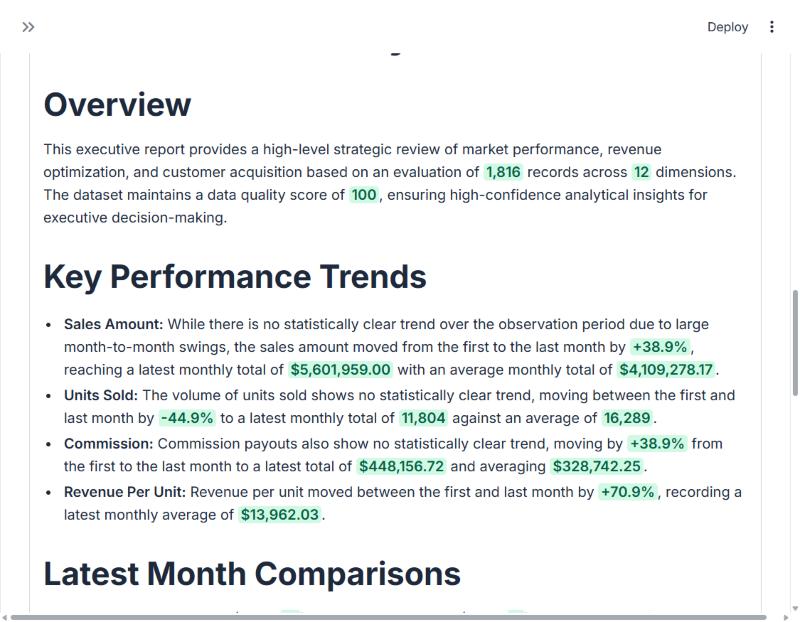 Deploy
Overview
This executive report provides a high-level strategic review of market performance, revenue
optimization, and customer acquisition based on an evaluation of 1,816 records across 12 dimensions.
The dataset maintains a data quality score of 100, ensuring high-confidence analytical insights for
executive decision-making.
Key Performance Trends
• Sales Amount: While there is no statistically clear trend over the observation period due to large
month-to-month swings, the sales amount moved from the first to the last month by +38.9%,
reaching a latest monthly total of $5,601,959.00 with an average monthly total of $4,109,278.17.
• Units Sold: The volume of units sold shows no statistically clear trend, moving between the first and
last month by -44.9% to a latest monthly total of 11,804 against an average of 16,289.
• Commission: Commission payouts also show no statistically clear trend, moving by +38.9% from
the first to the last month to a latest total of $448,156.72 and averaging $328,742.25.
• Revenue Per Unit: Revenue per unit moved between the first and last month by +70.9%, recording a
latest monthly average of $13,962.03.
Latest Month Comparisons